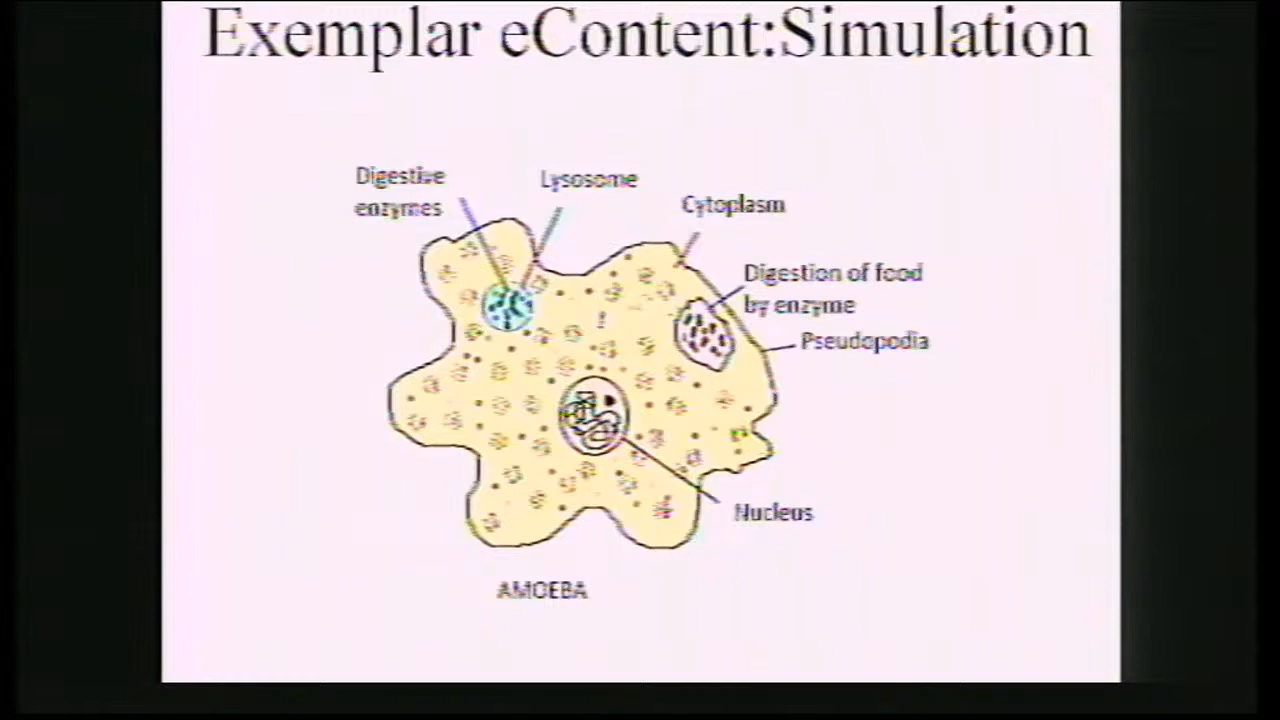 Exemplar eContent:Simulation
Digestive
enzymes
Lysosome
Cytoplasm
Digestion of food
by enzyme
Pseudopodia
Nucleus
AMOEBA